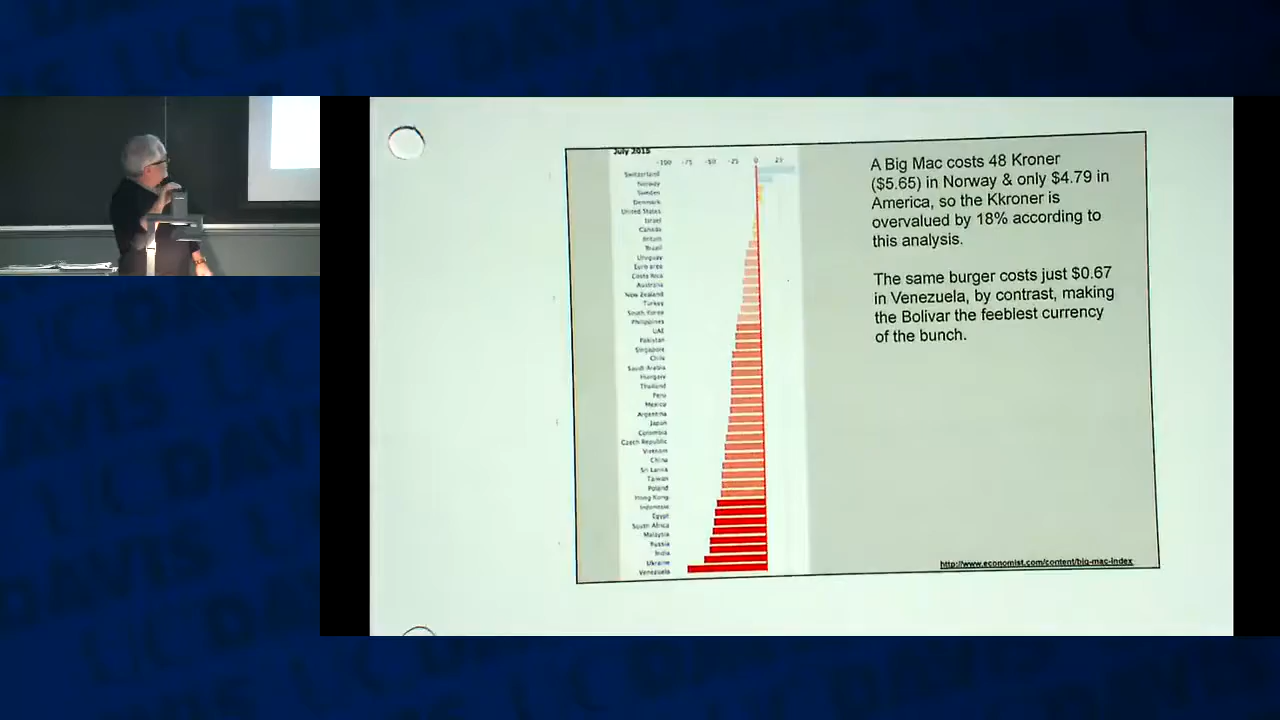 July 2015
-100 -75 -50 -25 0 25
Switzerland
Norway
Sweden
Denmark
United States
Israel
Canada
Britain
Brazil
Uruguay
Euro area
Costa Rica
Australia
New Zealand
Turkey
South Korea
Philippines
UAE
Pakistan
Singapore
Chile
Saudi Arabia
Hungary
Thailand
Peru
Mexico
Argentina
Japan
Colombia
Czech Republic
Vietnam
China
Sri Lanka
Taiwan
Poland
Hong Kong
Indonesia
Egypt
South Africa
Malaysia
Russia
India
Ukraine
Venezuela
A Big Mac costs 48 Kroner
($5.65) in Norway & only $4.79 in
America, so the Kkroner is
overvalued by 18% according to
this analysis.
The same burger costs just $0.67
in Venezuela, by contrast, making
the Bolivar the feeblest currency
of the bunch.
http://www.economist.com/content/big-mac-index